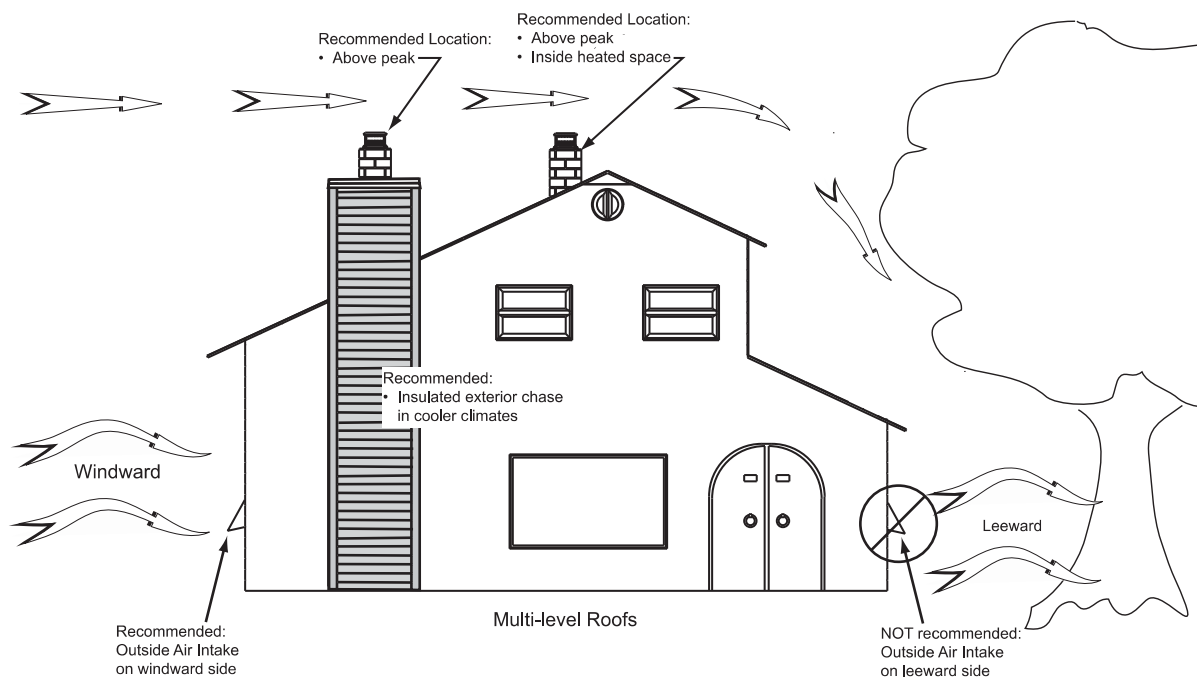 Recommended Location:
• Above peak
Recommended Location:
• Above peak
• Inside heated space
Recommended:
• Insulated exterior chase
in cooler climates
Windward
Leeward
Multi-level Roofs
Recommended:
Outside Air Intake
on windward side
NOT recommended:
Outside Air Intake
on leeward side